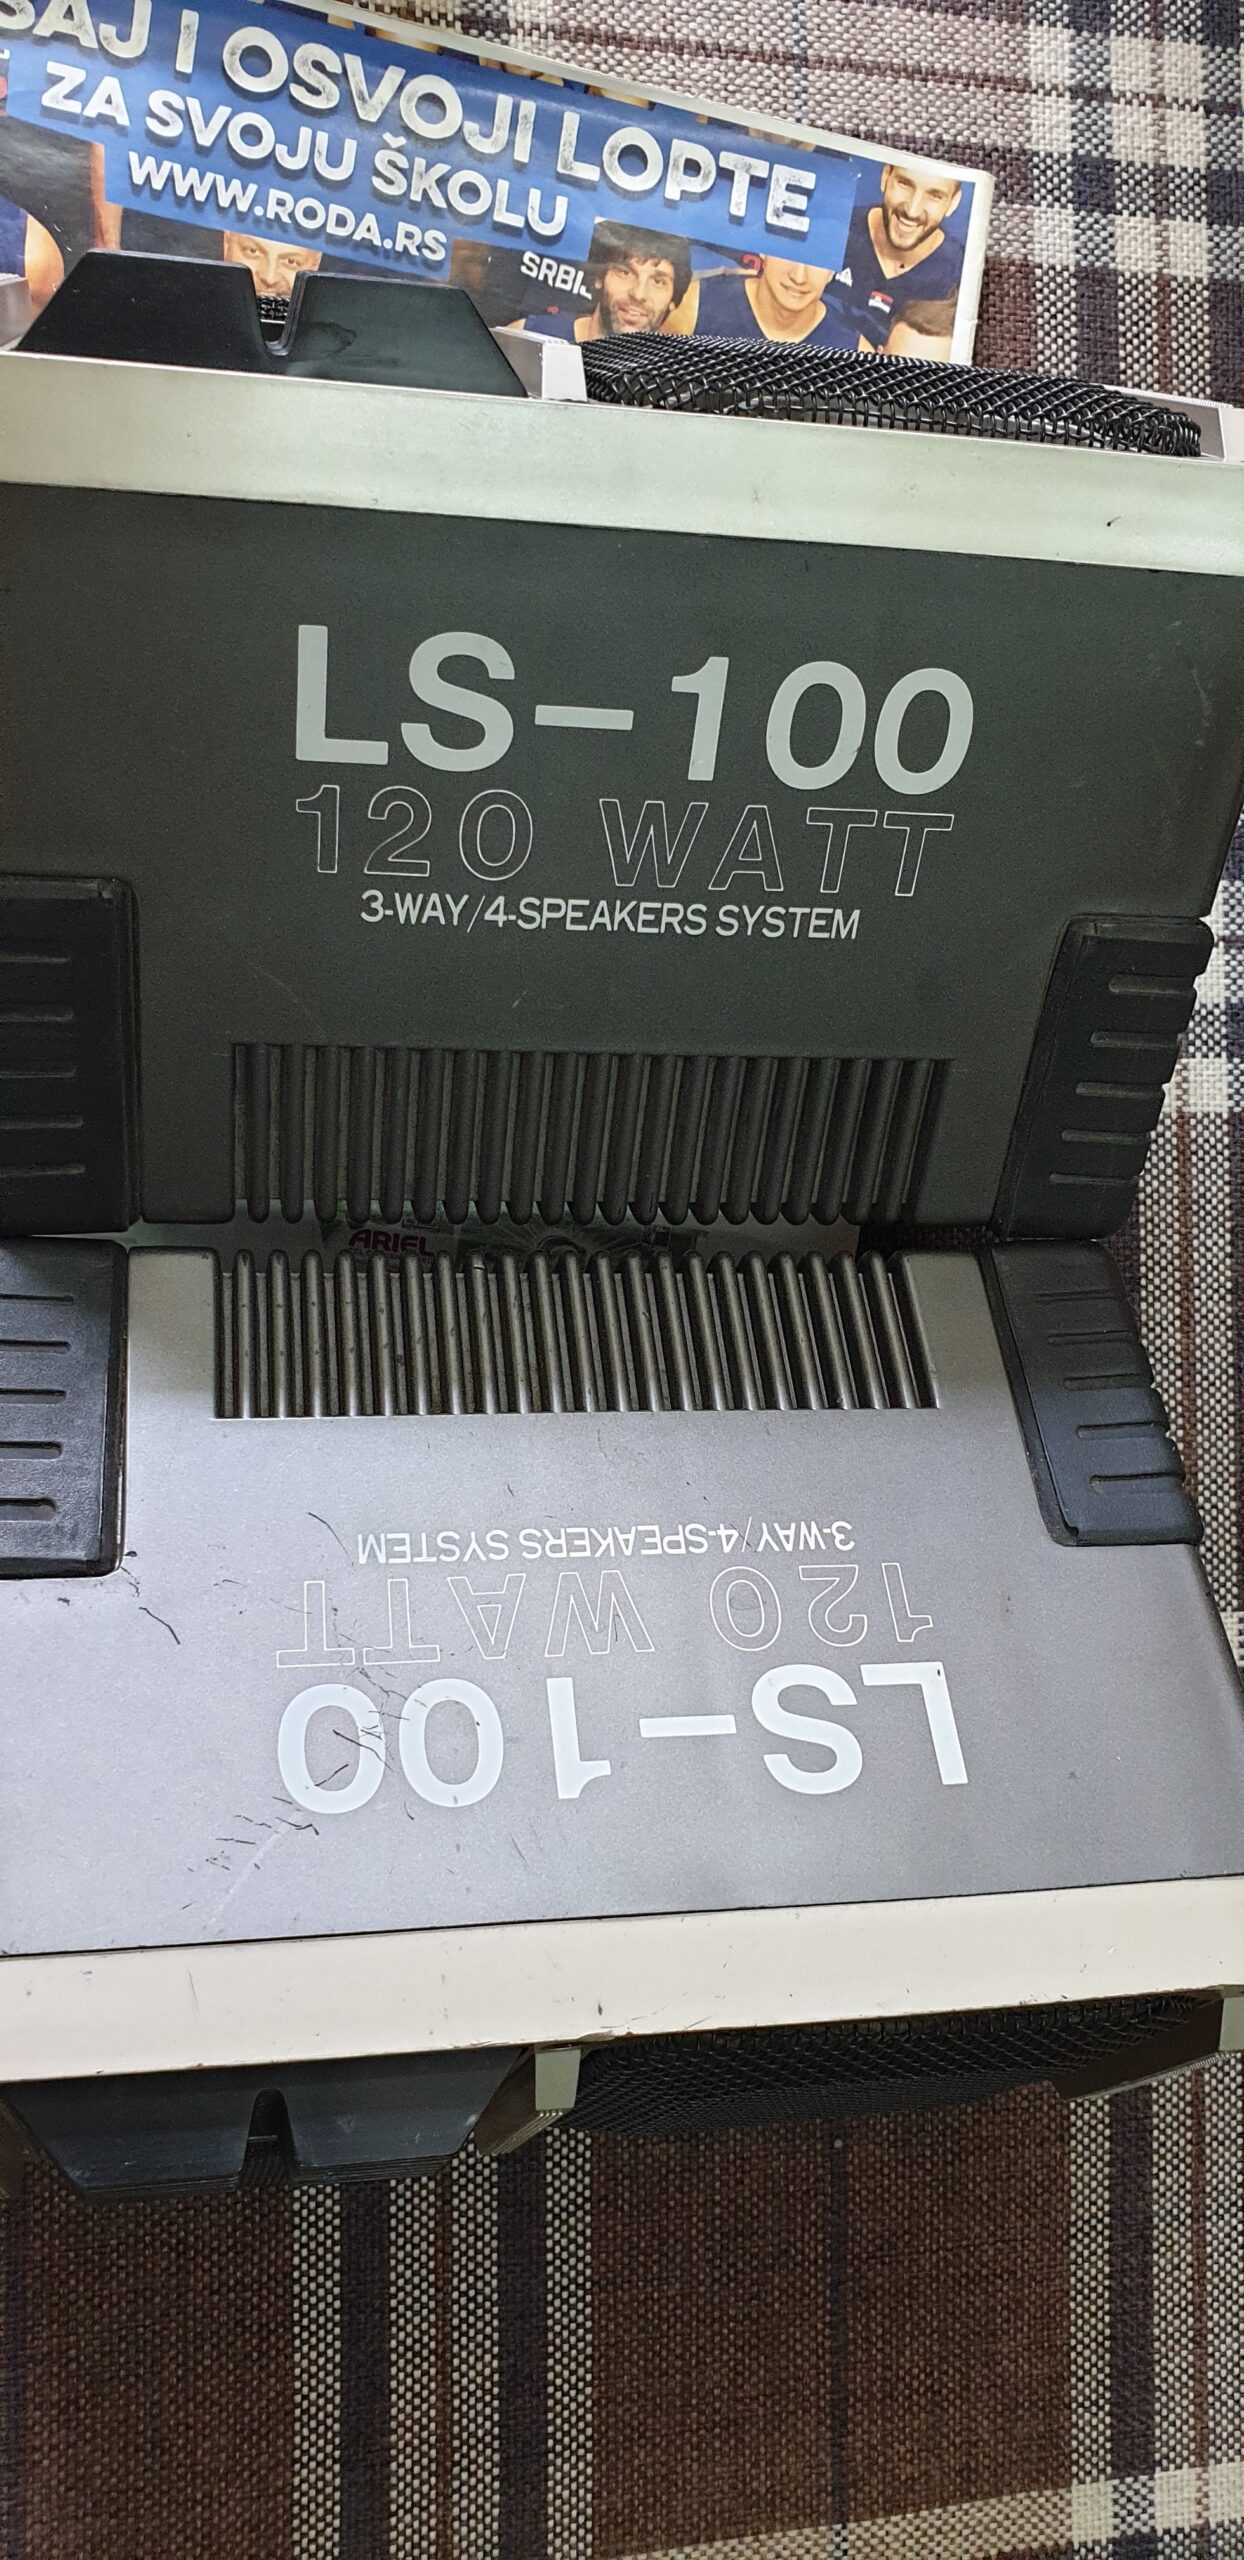 SAJ I OSVOJI LOPTE
ZA SVOJU ŠKOLU
WWW.RODA.RS
LS-100
120 WATT
3-WAY/4-SPEAKERS SYSTEM
ARIEL
3-WAY/4-SPEAKERS SYSTEM
120 WATT
LS-100